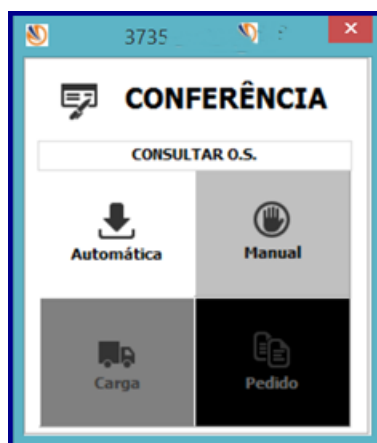 3735
CONFERÊNCIA
CONSULTAR O.S.
Automática
Manual
Carga
Pedido